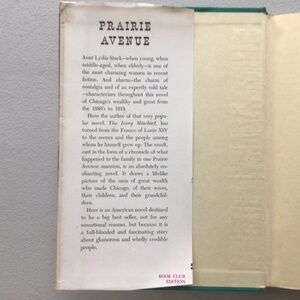 PRAIRIE
AVENUE
Aunt Lydia Stack—when young, when
middle-aged, when elderly—is one of
the most charming women in recent
fiction. And charm—the charm of
nostalgia and of an expertly told tale
—characterizes throughout this novel
of Chicago's wealthy and great from
the 1880's to 1918.
Here the author of that very popu-
lar novel, The Ivory Mischief, has
turned from the France of Louis XIV
to the scenes and the people among
whom he himself grew up. The result,
cast in the form of a chronicle of what
happened to the family in one Prairie
Avenue mansion, is an absolutely en-
chanting novel. It draws a lifelike
picture of the men of great wealth
who made Chicago, of their wives,
their children, and their grand-
children.
Here is an American novel destined
to be a big best seller, not for any
sensational reasons, but because it is
a full-blooded and fascinating story
about glamorous and wholly credible
people.
BOOK CLUB
EDITION